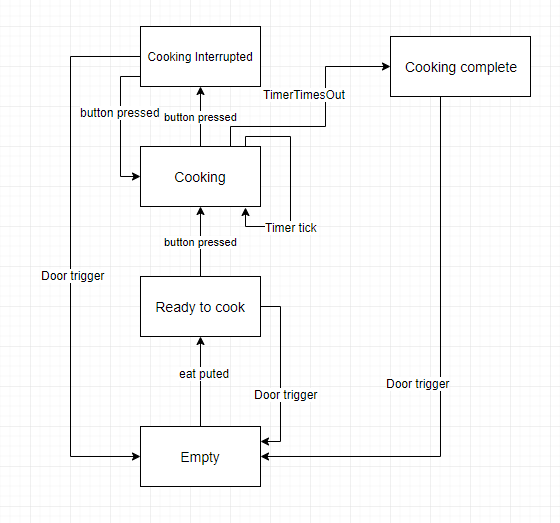 Cooking Interrupted
Cooking complete
TimerTimesOut
button pressed
button pressed
Cooking
Timer tick
button pressed
Door trigger
Ready to cook
eat puted
Door trigger
Door trigger
Empty